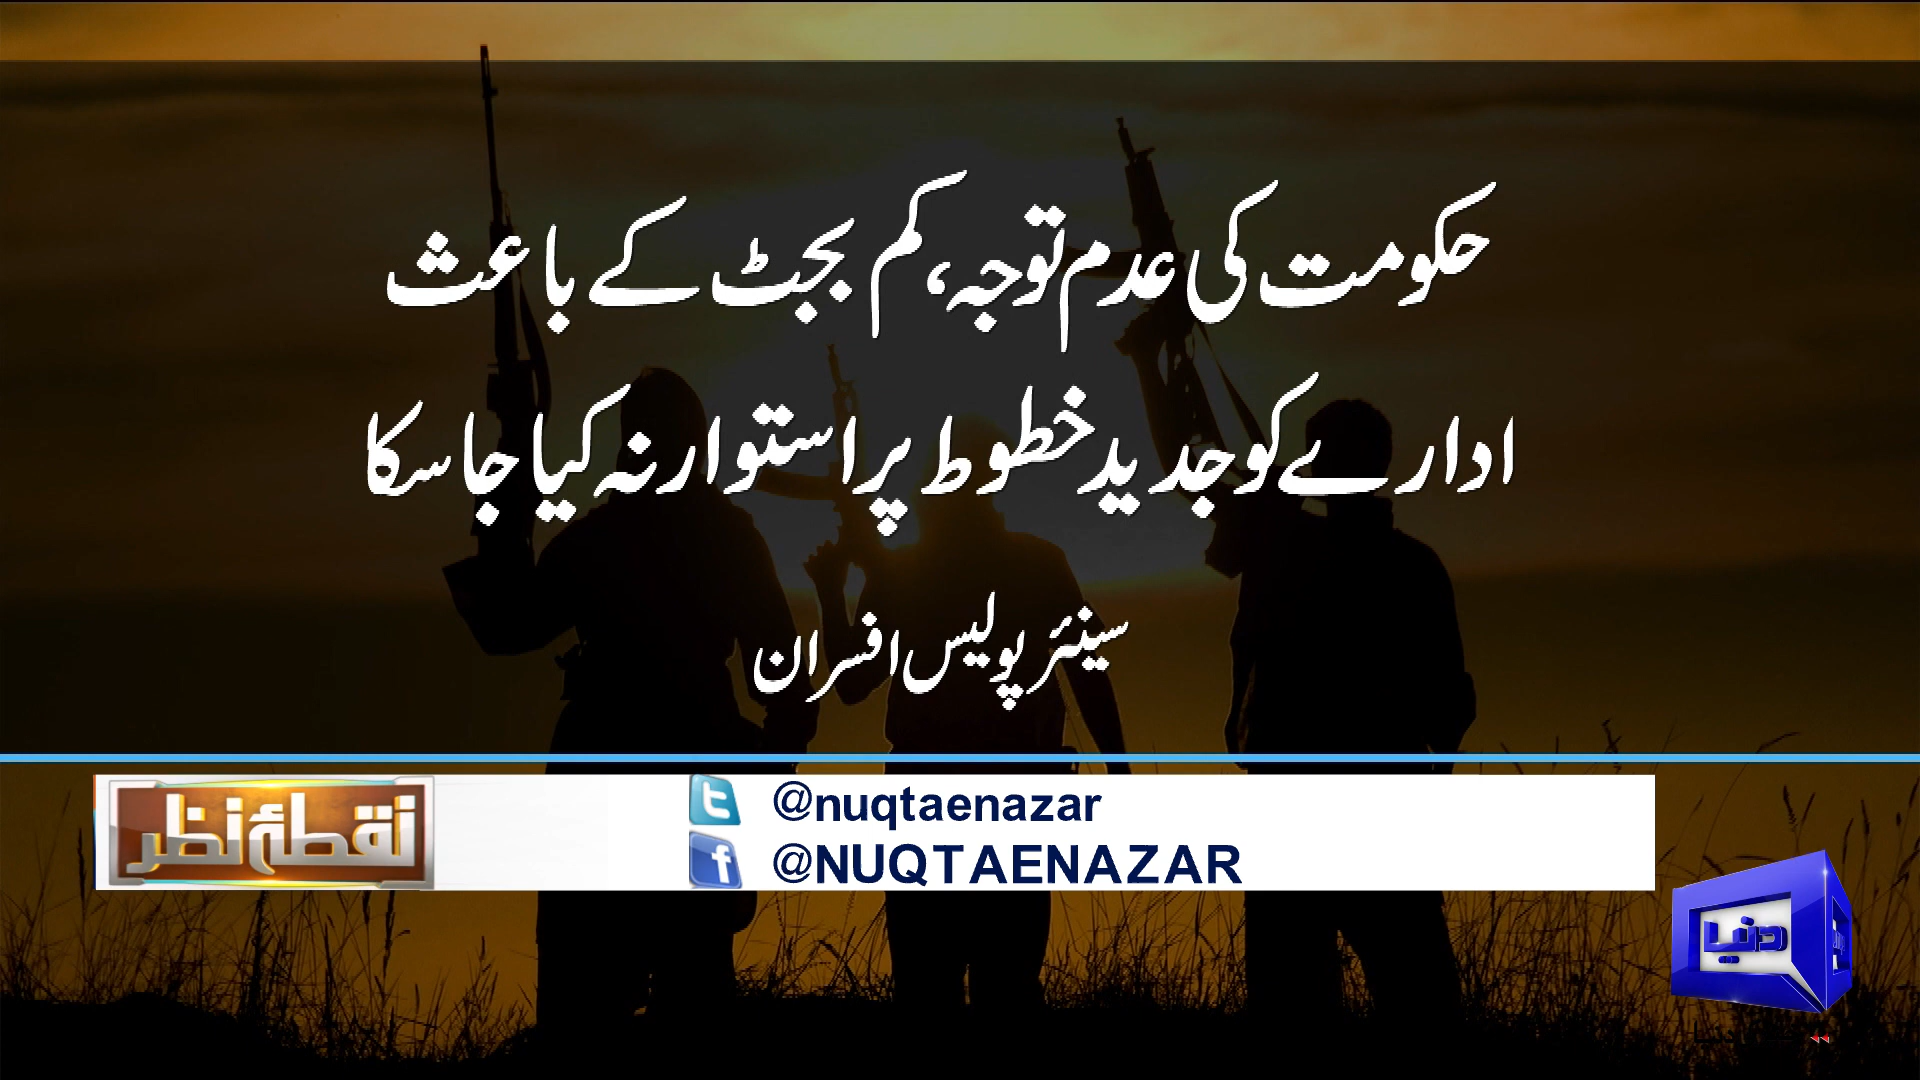 حکومت کی عدم توجہ، کم بجٹ کے باعث
ادارے کو جدید خطوط پر استوار نہ کیا جا سکا
سینئر پولیس افسران
نقطۂ نظر
@nuqtaenazar
@NUQTAENAZAR
دنیا